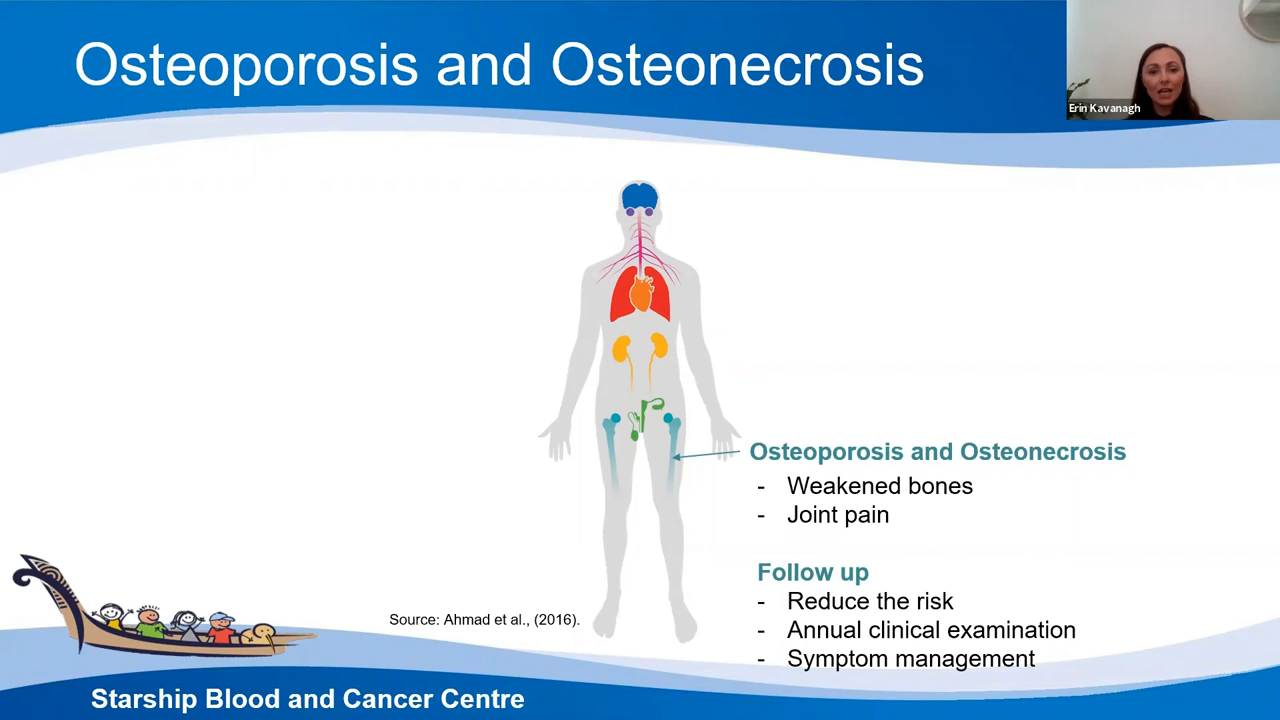 Osteoporosis and Osteonecrosis
Erin Kavanagh
Osteoporosis and Osteonecrosis
- Weakened bones
- Joint pain
Follow up
- Reduce the risk
- Annual clinical examination
- Symptom management
Source: Ahmad et al., (2016).
Starship Blood and Cancer Centre